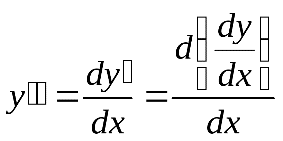 y▯▯ = dy▯/dx = d(dy/dx)/dx